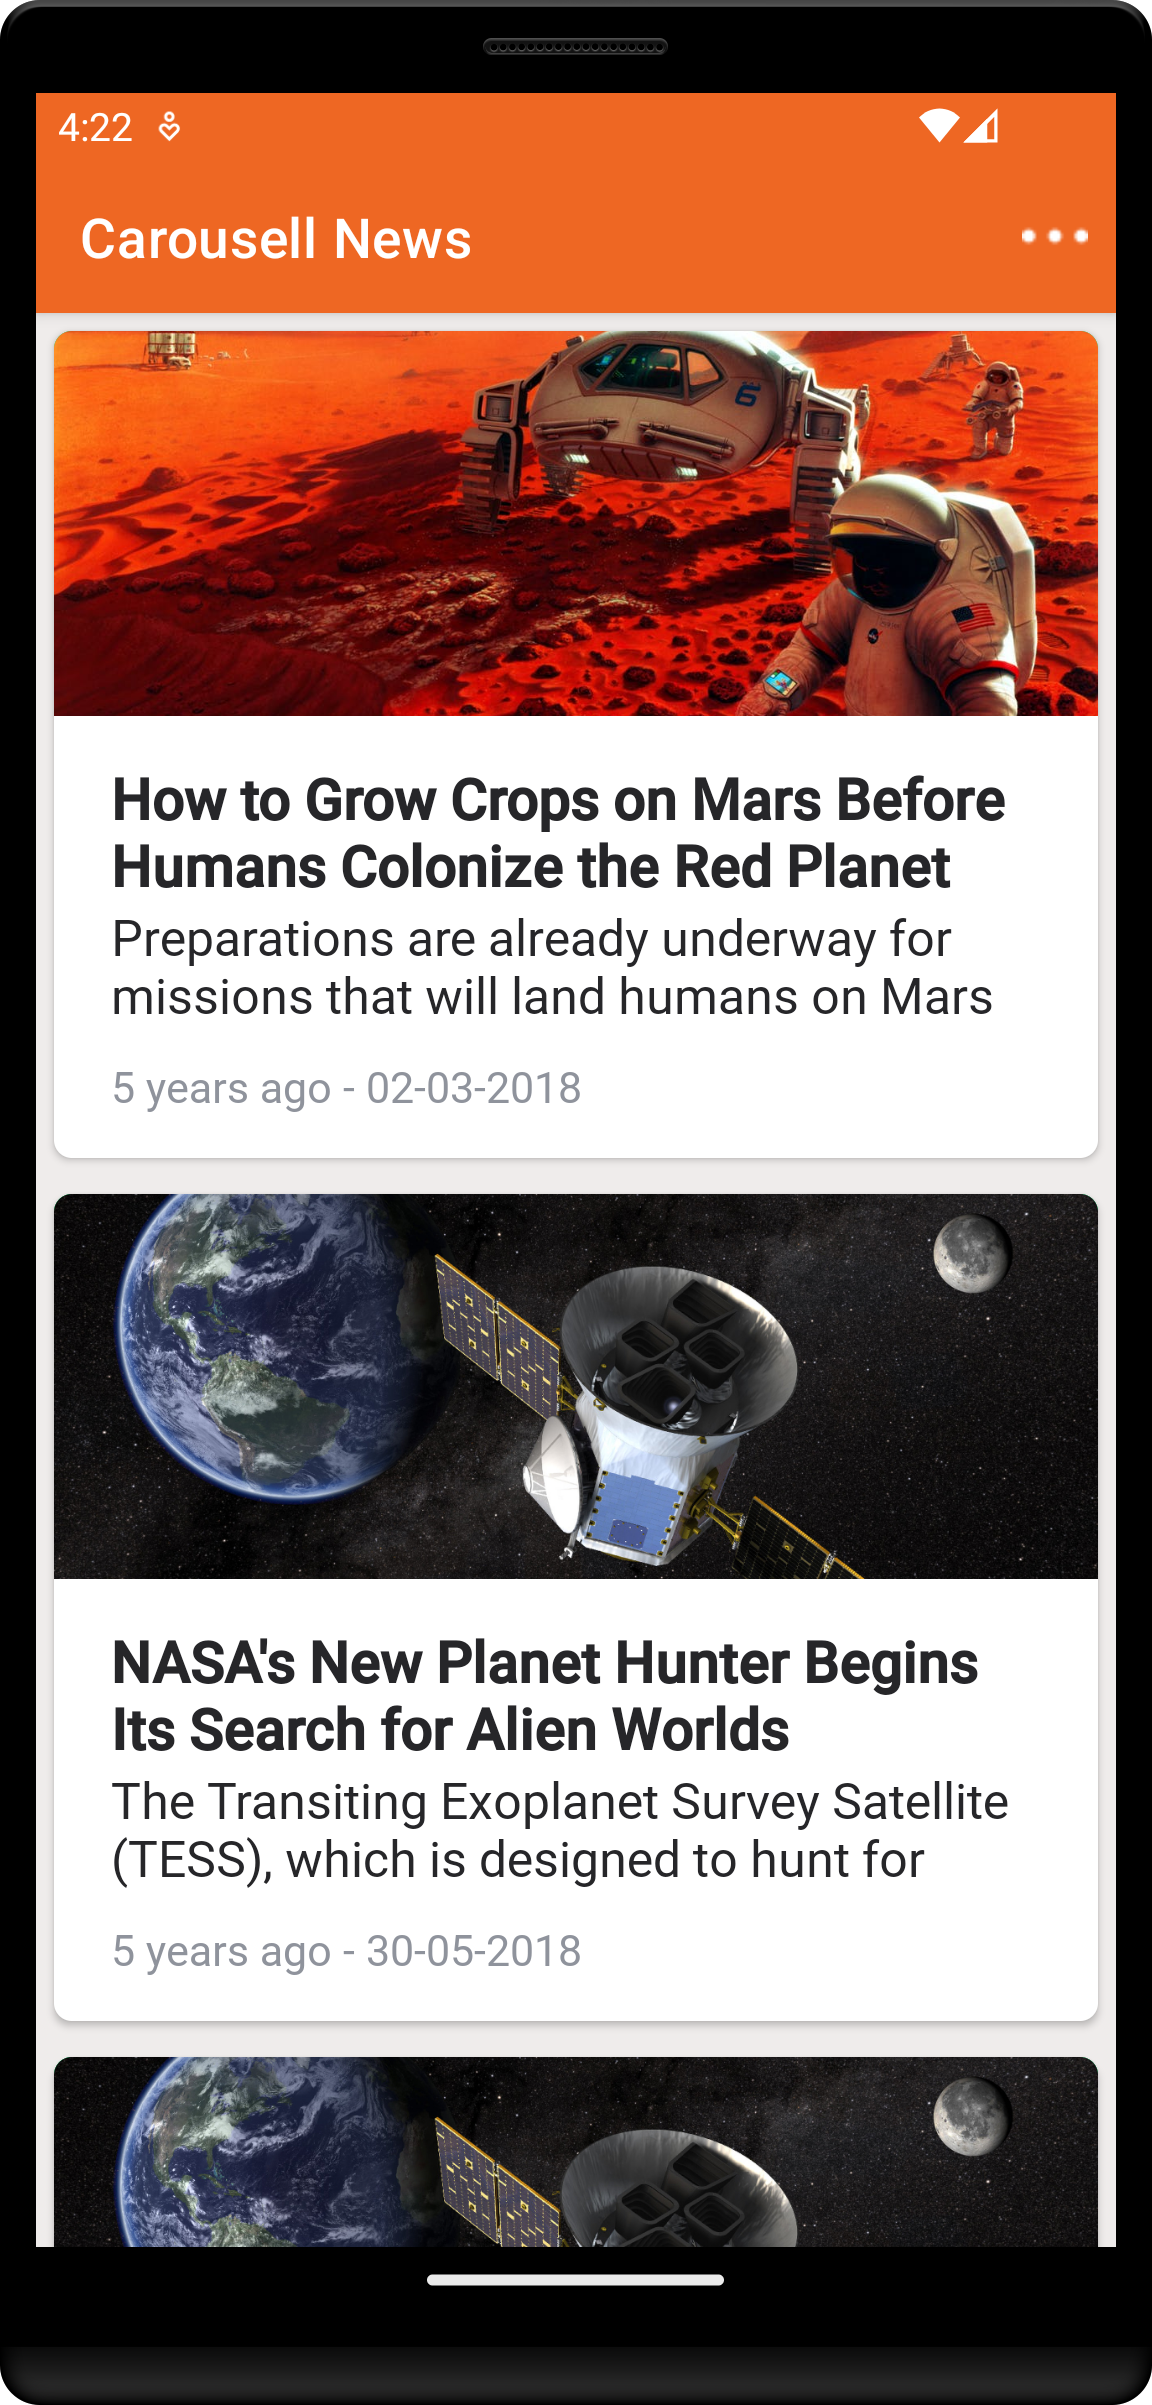 4:22
Carousell News
6
How to Grow Crops on Mars Before
Humans Colonize the Red Planet
Preparations are already underway for
missions that will land humans on Mars
5 years ago - 02-03-2018
NASA's New Planet Hunter Begins
Its Search for Alien Worlds
The Transiting Exoplanet Survey Satellite
(TESS), which is designed to hunt for
5 years ago - 30-05-2018